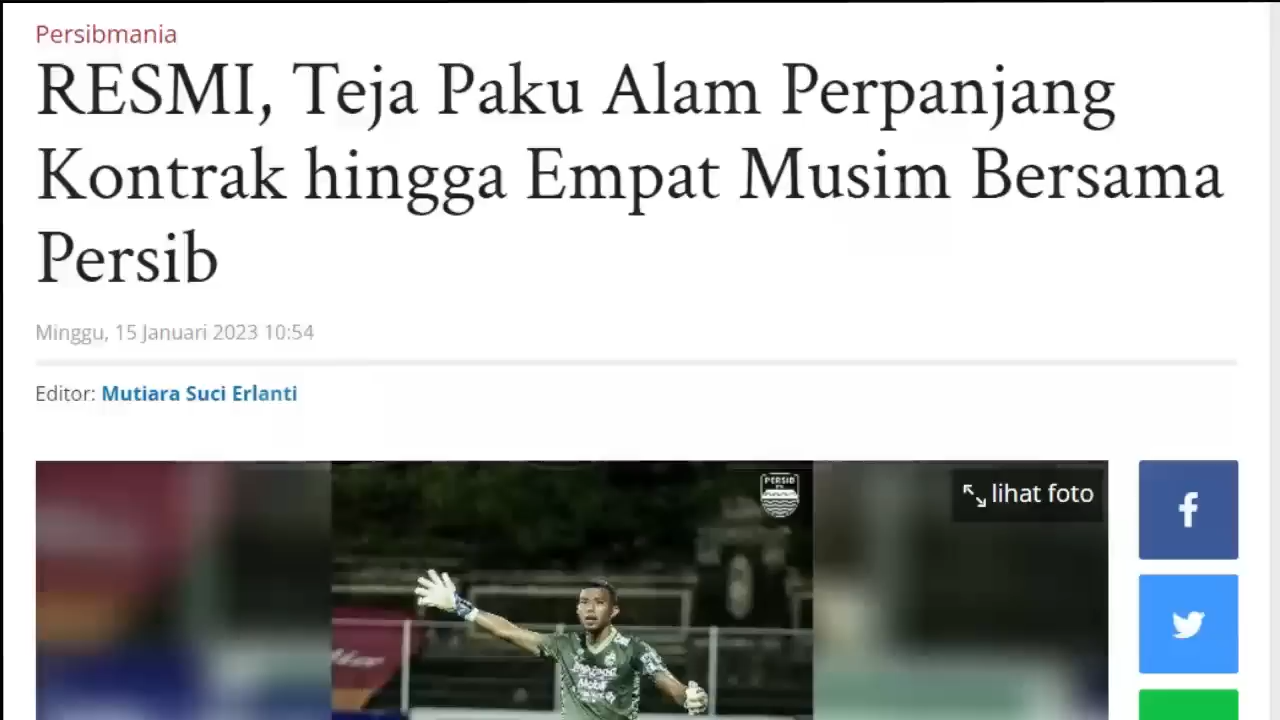 Persibmania
RESMI, Teja Paku Alam Perpanjang
Kontrak hingga Empat Musim Bersama
Persib
Minggu, 15 Januari 2023 10:54
Editor: Mutiara Suci Erlanti
PERSIB
lihat foto
f